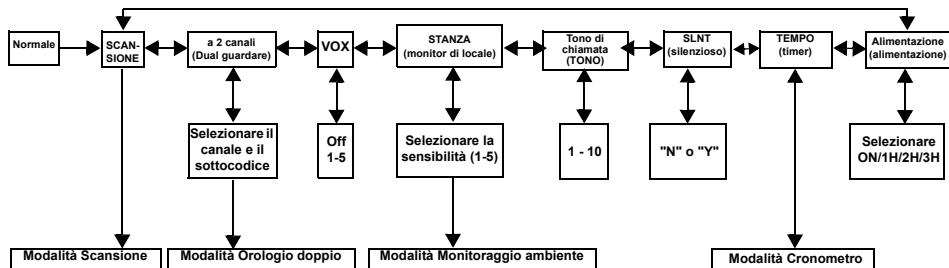 Normale
SCAN-
SIONE
a 2 canali
(Dual guardare)
VOX
STANZA
(monitor di locale)
Tono di
chiamata
(TONO)
SLNT
(silenzioso)
TEMPO
(timer)
Alimentazione
(alimentazione)
Selezionare il
canale e il
sottocodice
Off
1-5
Selezionare la
sensibilità (1-5)
1 - 10
"N" o "Y"
Selezionare
ON/1H/2H/3H
Modalità Scansione
Modalità Orologio doppio
Modalità Monitoraggio ambiente
Modalità Cronometro